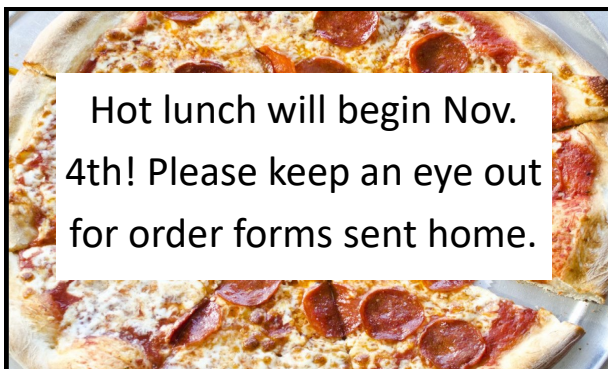 Hot lunch will begin Nov.
4th! Please keep an eye out
for order forms sent home.